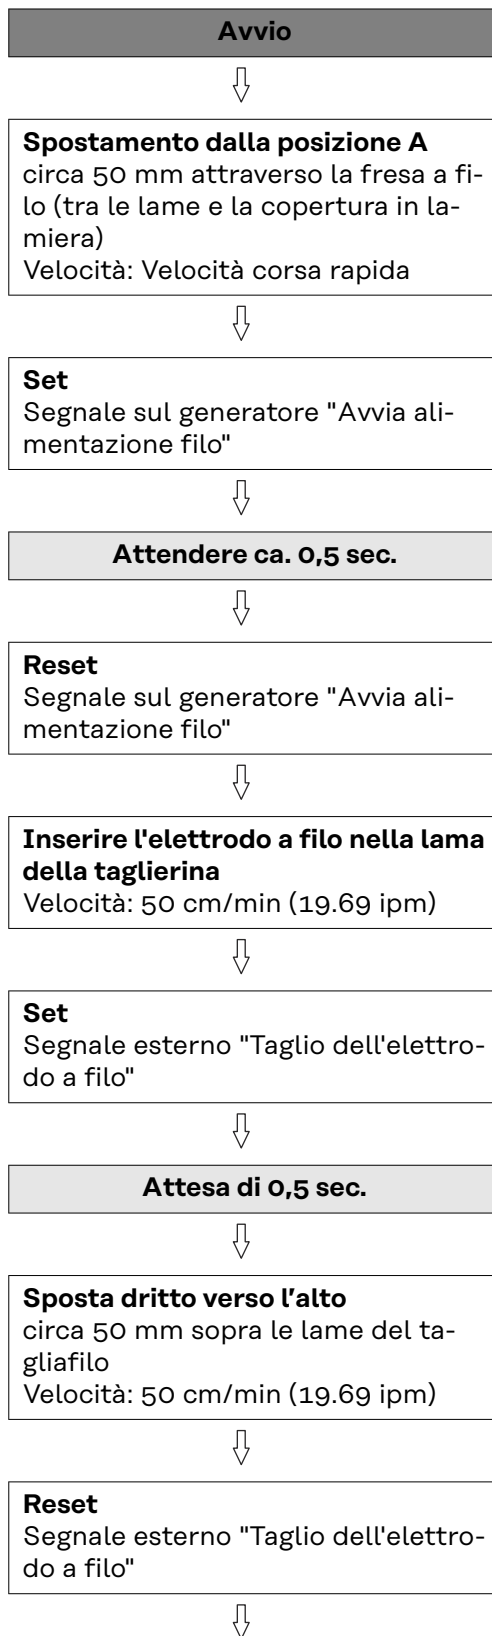 Avvio
Spostamento dalla posizione A
circa 50 mm attraverso la fresa a fi-
lo (tra le lame e la copertura in la-
miera)
Velocità: Velocità corsa rapida
Set
Segnale sul generatore "Avvia ali-
mentazione filo"
Attendere ca. 0,5 sec.
Reset
Segnale sul generatore "Avvia ali-
mentazione filo"
Inserire l'elettrodo a filo nella lama
della taglierina
Velocità: 50 cm/min (19.69 ipm)
Set
Segnale esterno "Taglio dell'elettro-
do a filo"
Attesa di 0,5 sec.
Sposta dritto verso l’alto
circa 50 mm sopra le lame del ta-
gliafilo
Velocità: 50 cm/min (19.69 ipm)
Reset
Segnale esterno "Taglio dell'elettro-
do a filo"